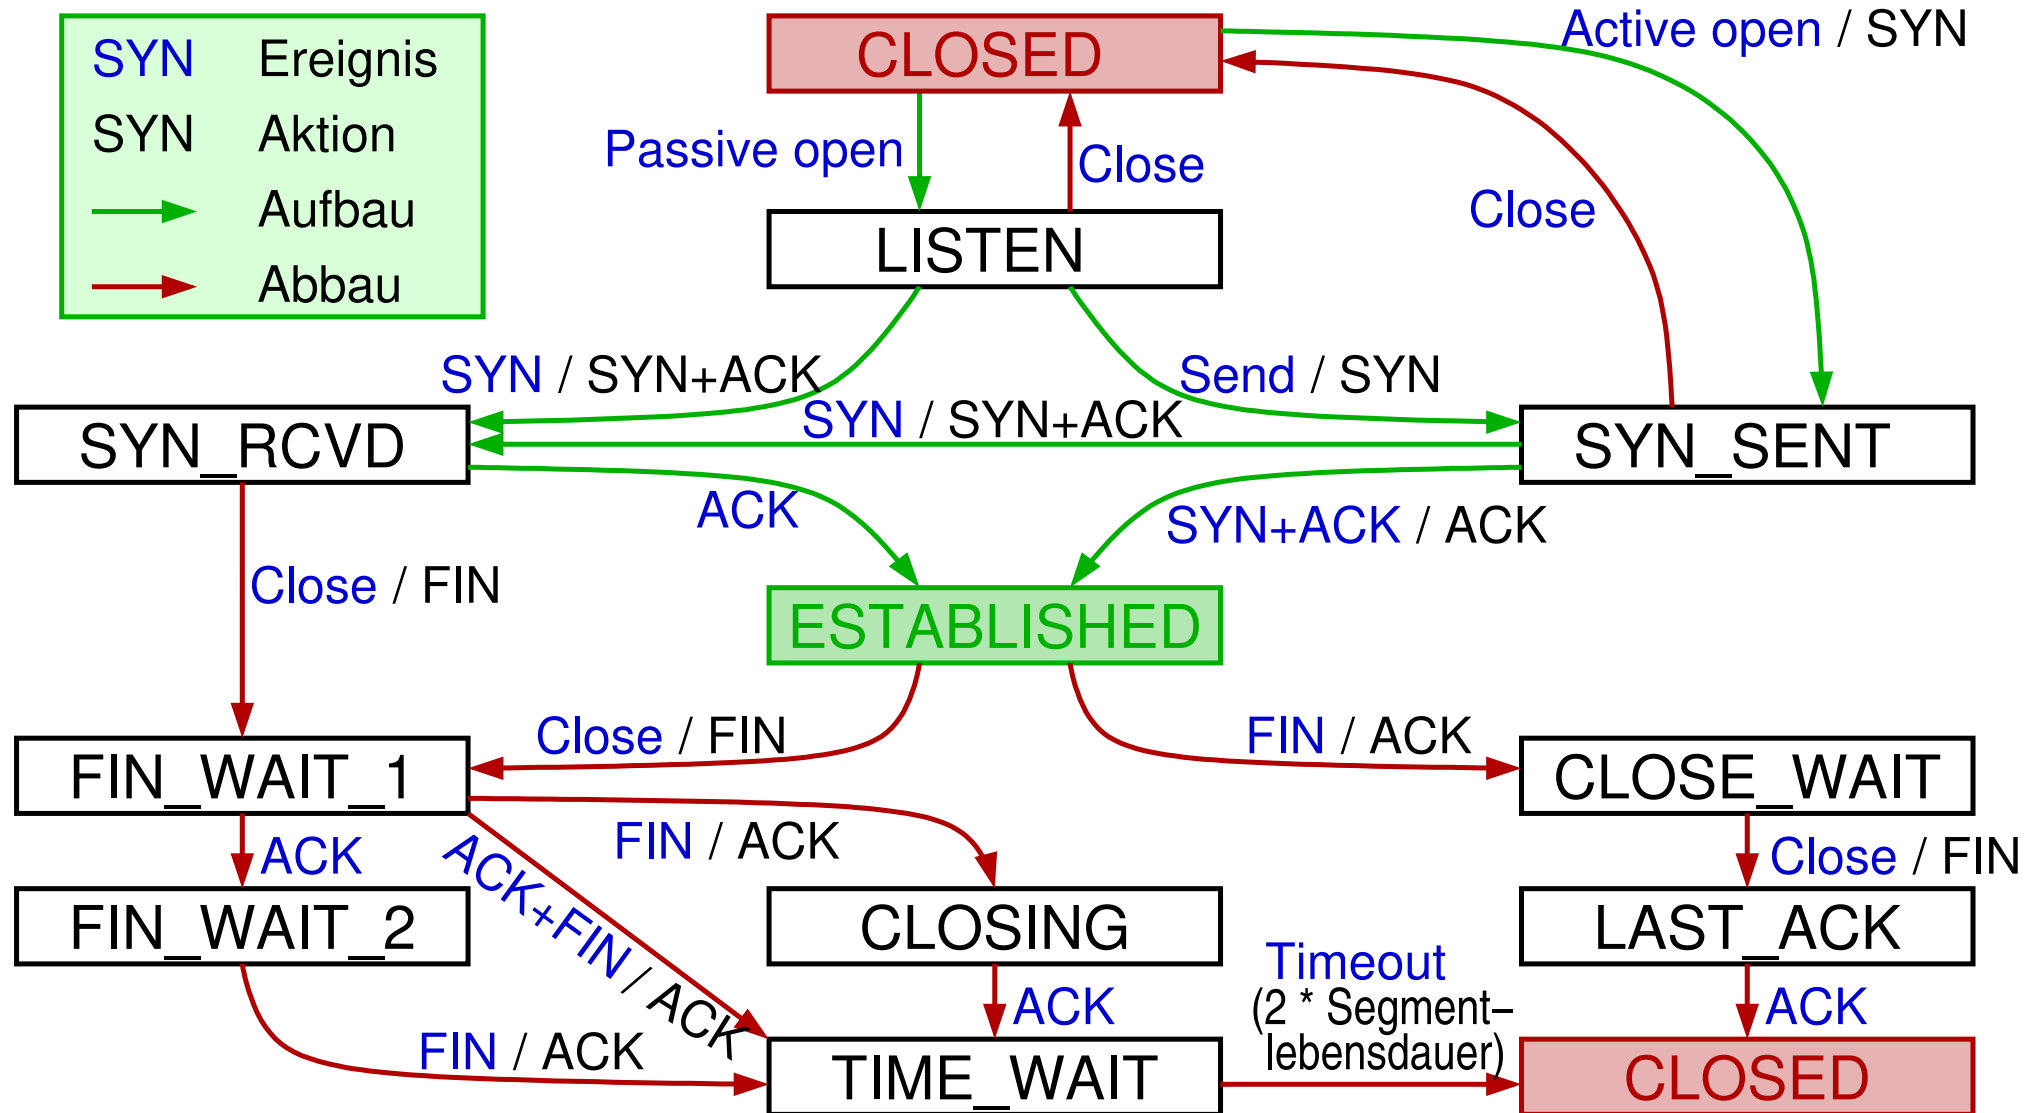 SYN Ereignis
SYN Aktion
Aufbau
Abbau
CLOSED
Active open / SYN
Passive open
Close
Close
LISTEN
SYN / SYN+ACK
Send / SYN
SYN / SYN+ACK
SYN_RCVD
SYN_SENT
ACK
SYN+ACK / ACK
Close / FIN
ESTABLISHED
Close / FIN
FIN / ACK
FIN_WAIT_1
CLOSE_WAIT
ACK
ACK+FIN / ACK
FIN / ACK
Close / FIN
FIN_WAIT_2
CLOSING
LAST_ACK
Timeout
(2 * Segment–
lebensdauer)
ACK
ACK
FIN / ACK
TIME_WAIT
CLOSED